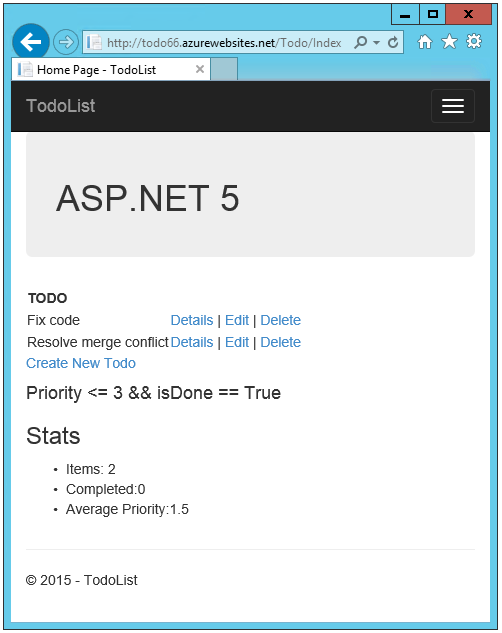 http://todo66.azurewebsites.net/Todo/Index
Home Page - TodoList
TodoList
ASP.NET 5
TODO
Fix code Details | Edit | Delete
Resolve merge conflict Details | Edit | Delete
Create New Todo
Priority <= 3 && isDone == True
Stats
• Items: 2
• Completed:0
• Average Priority:1.5
© 2015 - TodoList